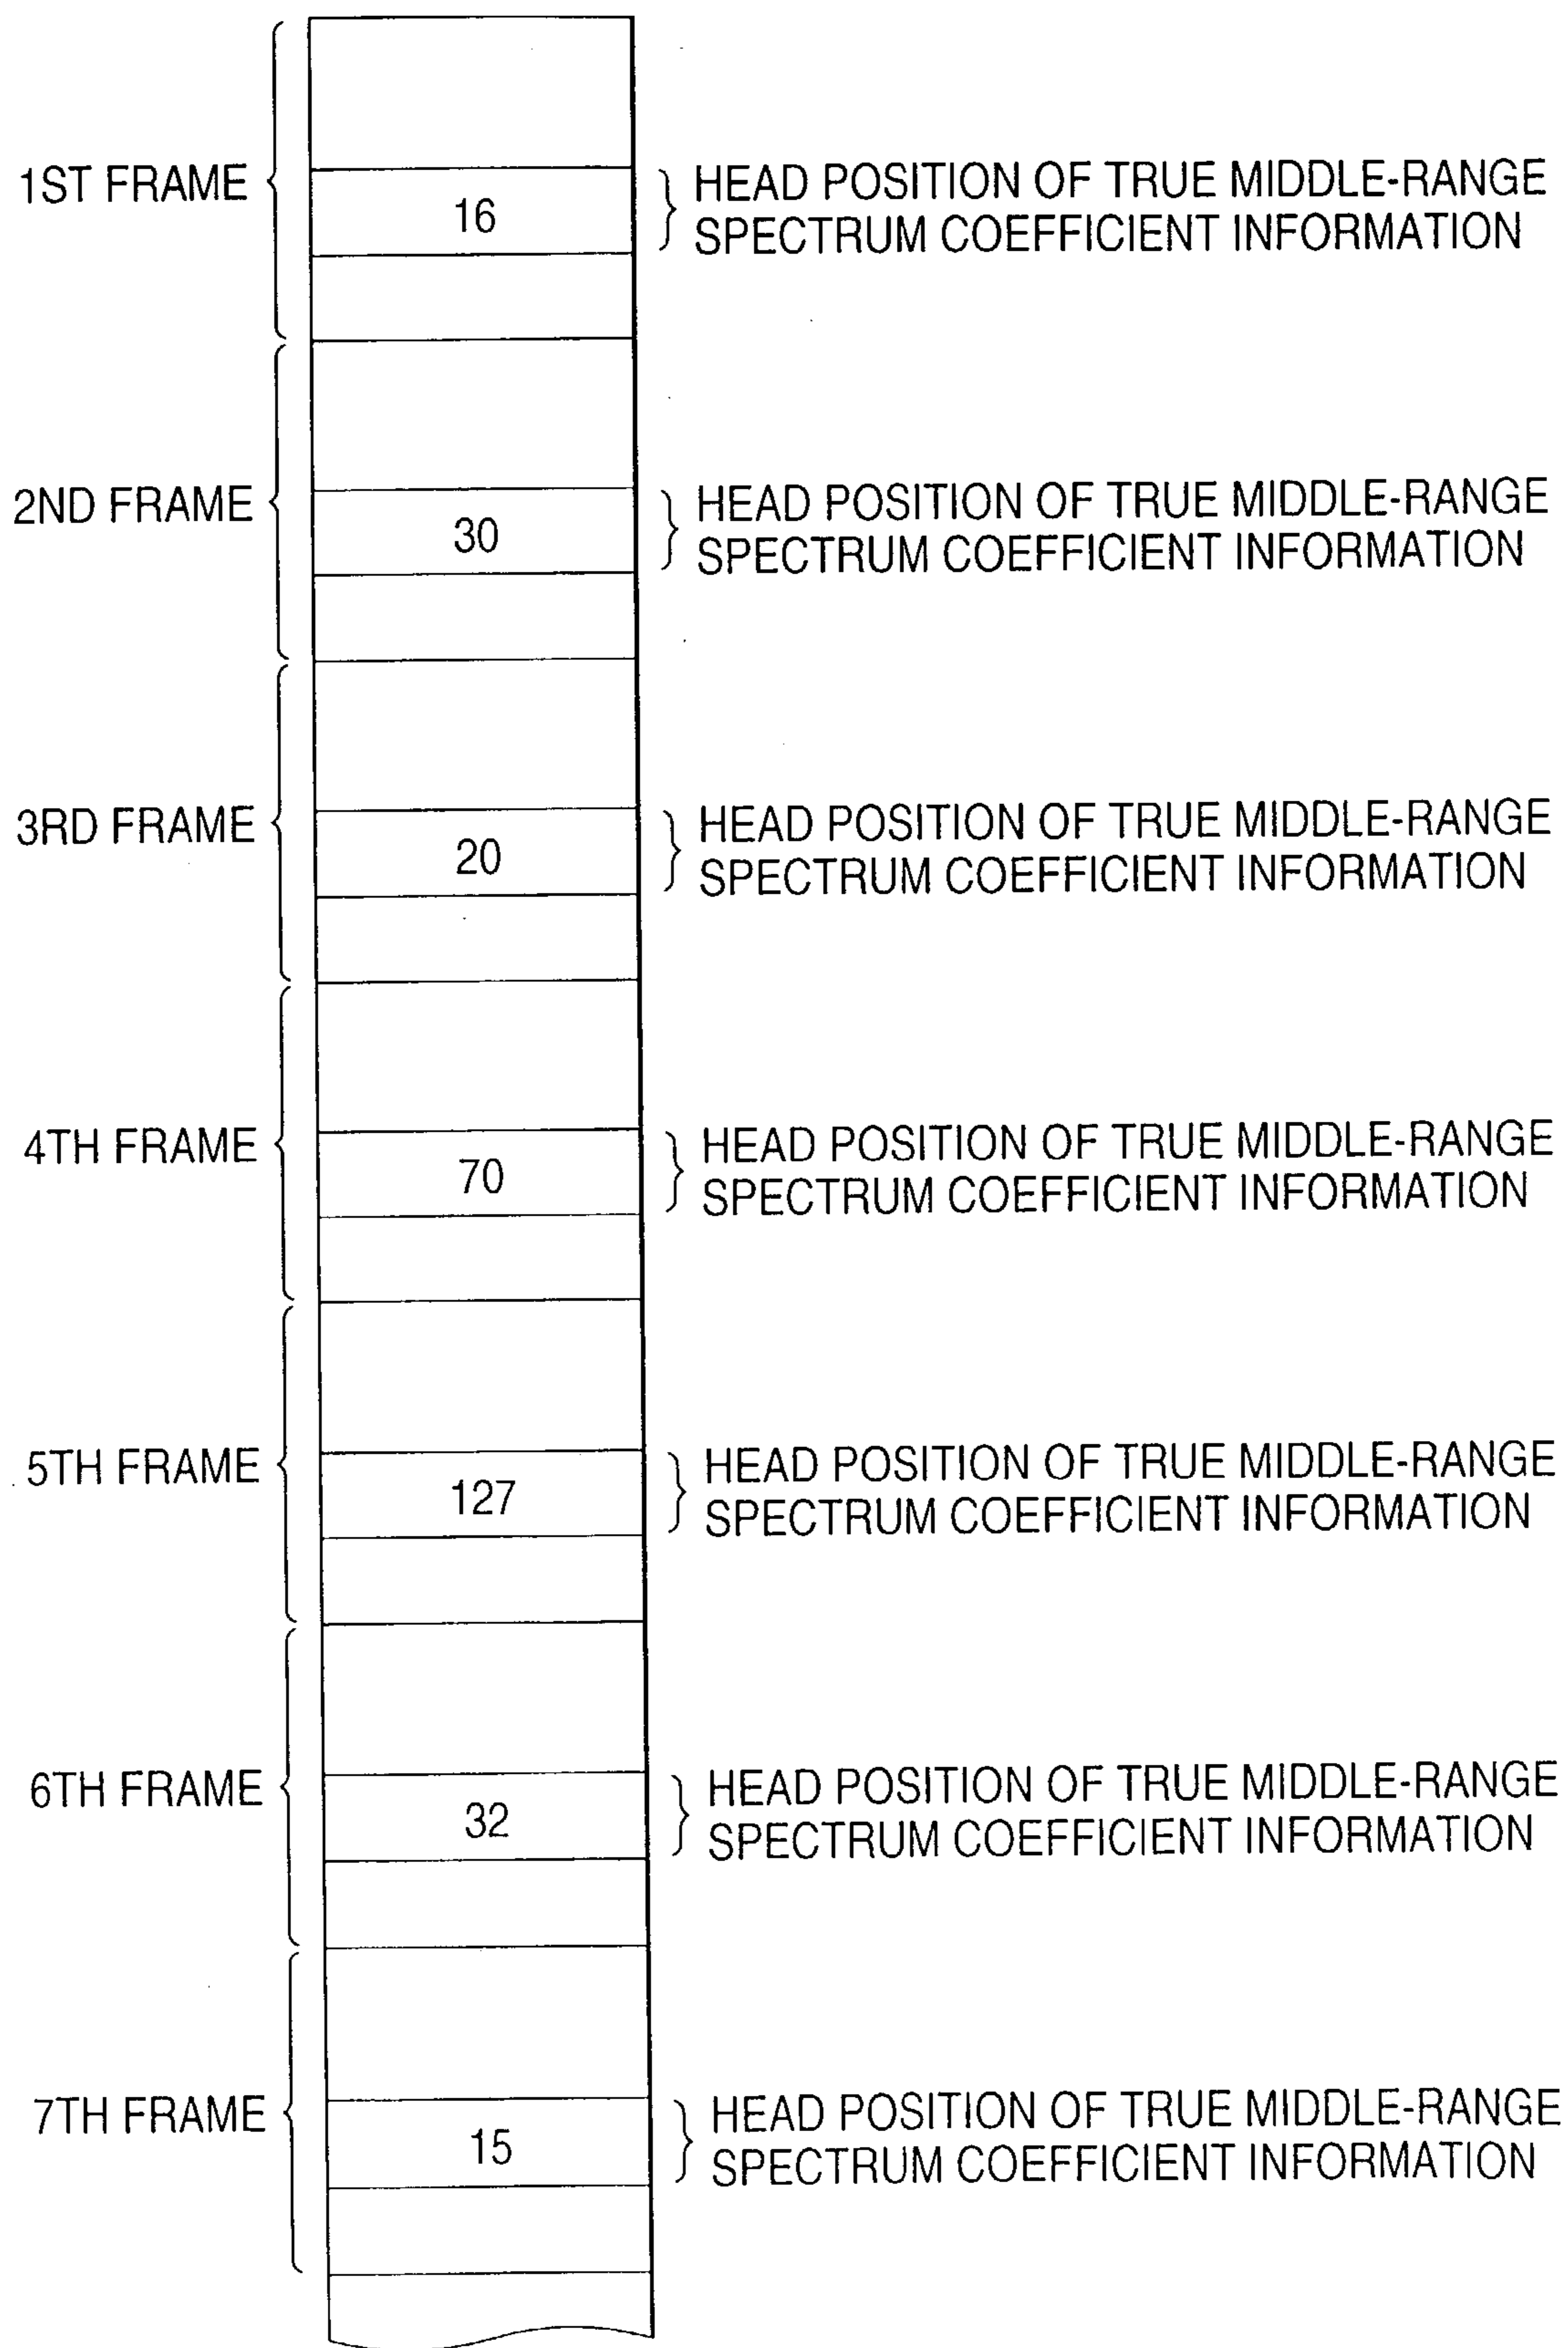 1ST FRAME
16
HEAD POSITION OF TRUE MIDDLE-RANGE
SPECTRUM COEFFICIENT INFORMATION
2ND FRAME
30
HEAD POSITION OF TRUE MIDDLE-RANGE
SPECTRUM COEFFICIENT INFORMATION
3RD FRAME
20
HEAD POSITION OF TRUE MIDDLE-RANGE
SPECTRUM COEFFICIENT INFORMATION
4TH FRAME
70
HEAD POSITION OF TRUE MIDDLE-RANGE
SPECTRUM COEFFICIENT INFORMATION
5TH FRAME
127
HEAD POSITION OF TRUE MIDDLE-RANGE
SPECTRUM COEFFICIENT INFORMATION
6TH FRAME
32
HEAD POSITION OF TRUE MIDDLE-RANGE
SPECTRUM COEFFICIENT INFORMATION
7TH FRAME
15
HEAD POSITION OF TRUE MIDDLE-RANGE
SPECTRUM COEFFICIENT INFORMATION